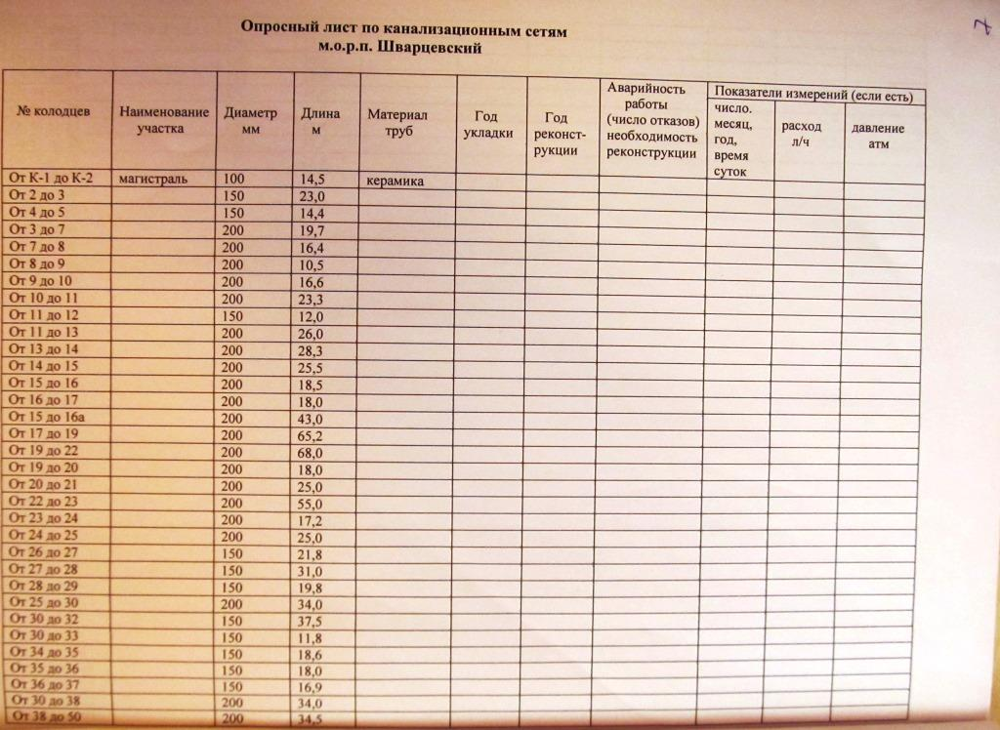 7
Опросный лист по канализационным сетям
м.о.р.п. Шварцевский
№ колодцев Наименование участка Диаметр мм Длина м Материал труб Год укладки Год реконст-рукции Аварийность работы (число отказов) необходимость реконструкции Показатели измерений (если есть)
число. месяц, год, время суток расход л/ч давление атм
От К-1 до К-2 магистраль 100 14,5 керамика
От 2 до 3 150 23,0
От 4 до 5 150 14,4
От 3 до 7 200 19,7
От 7 до 8 200 16,4
От 8 до 9 200 10,5
От 9 до 10 200 16,6
От 10 до 11 200 23,3
От 11 до 12 150 12,0
От 11 до 13 200 26,0
От 13 до 14 200 28,3
От 14 до 15 200 25,5
От 15 до 16 200 18,5
От 16 до 17 200 18,0
От 15 до 16а 200 43,0
От 17 до 19 200 65,2
От 19 до 22 200 68,0
От 19 до 20 200 18,0
От 20 до 21 200 25,0
От 22 до 23 200 55,0
От 23 до 24 200 17,2
От 24 до 25 200 25,0
От 26 до 27 150 21,8
От 27 до 28 150 31,0
От 28 до 29 150 19,8
От 25 до 30 200 34,0
От 30 до 32 150 37,5
От 30 до 33 150 11,8
От 34 до 35 150 18,6
От 35 до 36 150 18,0
От 36 до 37 150 16,9
От 30 до 38 200 34,0
От 38 до 50 200 34,5